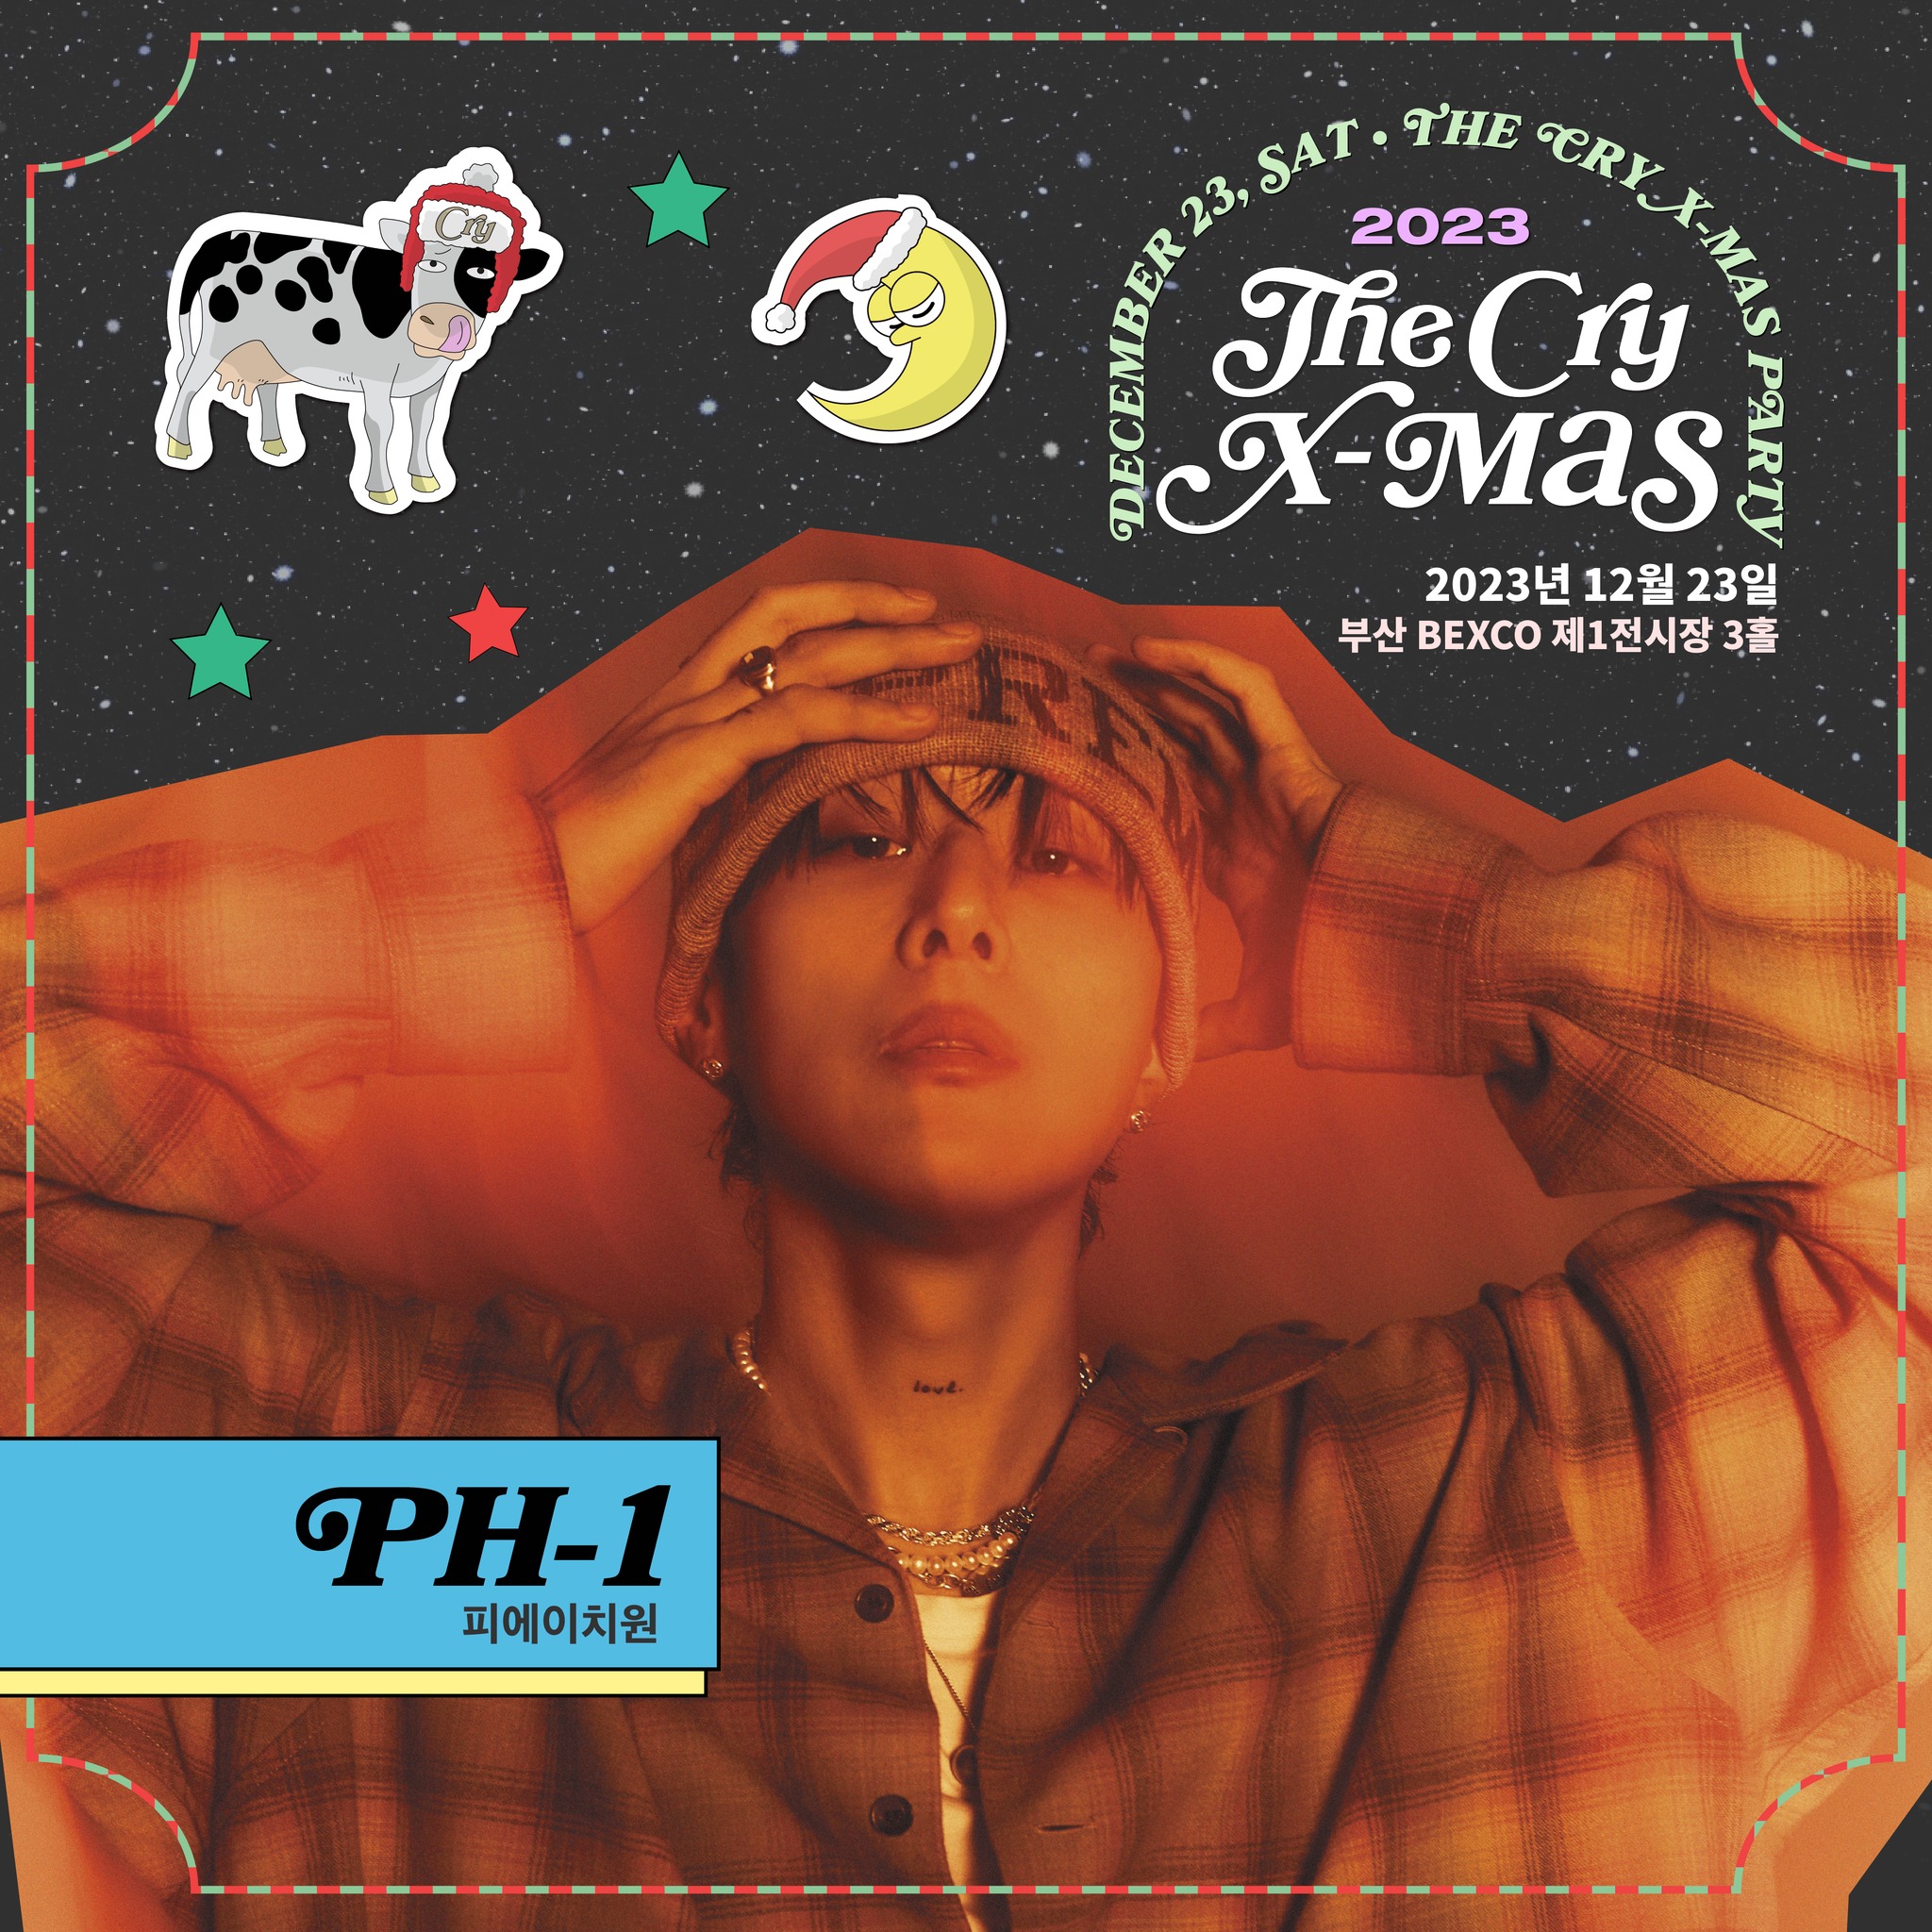 Cry
DECEMBER 23, SAT • THE CRY X-MAS PARTY
2023
The Cry
X-Mas
2023년 12월 23일
부산 BEXCO 제1전시장 3홀
love.
PH-1
피에이치원